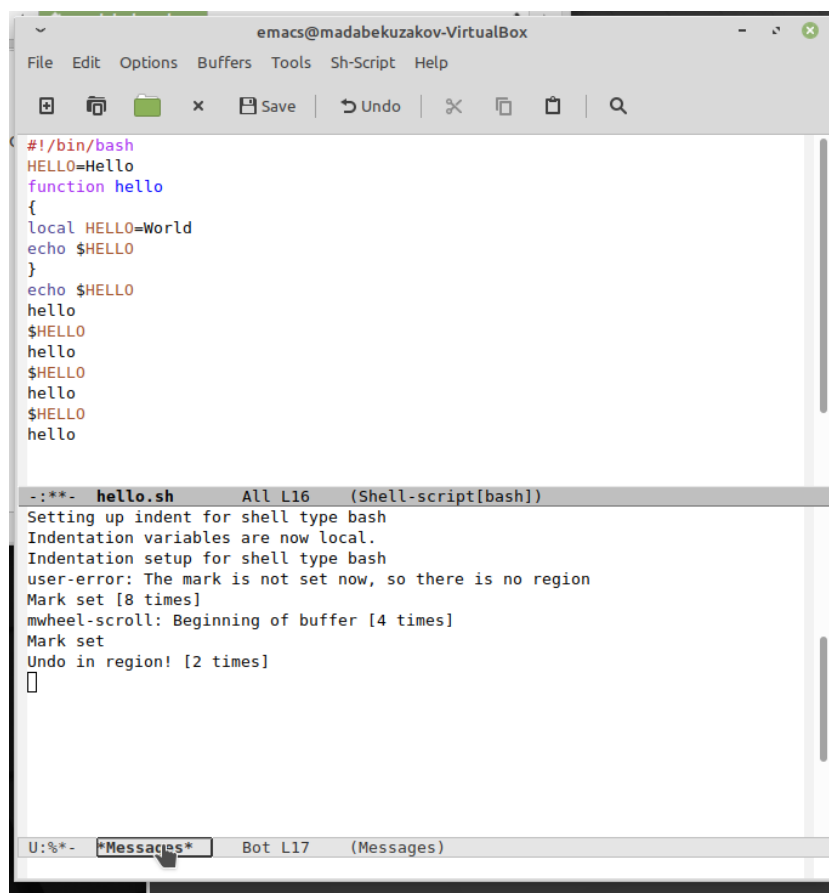 emacs@madabekuzakov-VirtualBox
File Edit Options Buffers Tools Sh-Script Help
Save Undo
#!/bin/bash
HELLO=Hello
function hello
{
local HELLO=World
echo $HELLO
}
echo $HELLO
hello
$HELLO
hello
$HELLO
hello
$HELLO
hello
-:**- hello.sh All L16 (Shell-script[bash])
Setting up indent for shell type bash
Indentation variables are now local.
Indentation setup for shell type bash
user-error: The mark is not set now, so there is no region
Mark set [8 times]
mwheel-scroll: Beginning of buffer [4 times]
Mark set
Undo in region! [2 times]
U:%*- *Messages* Bot L17 (Messages)